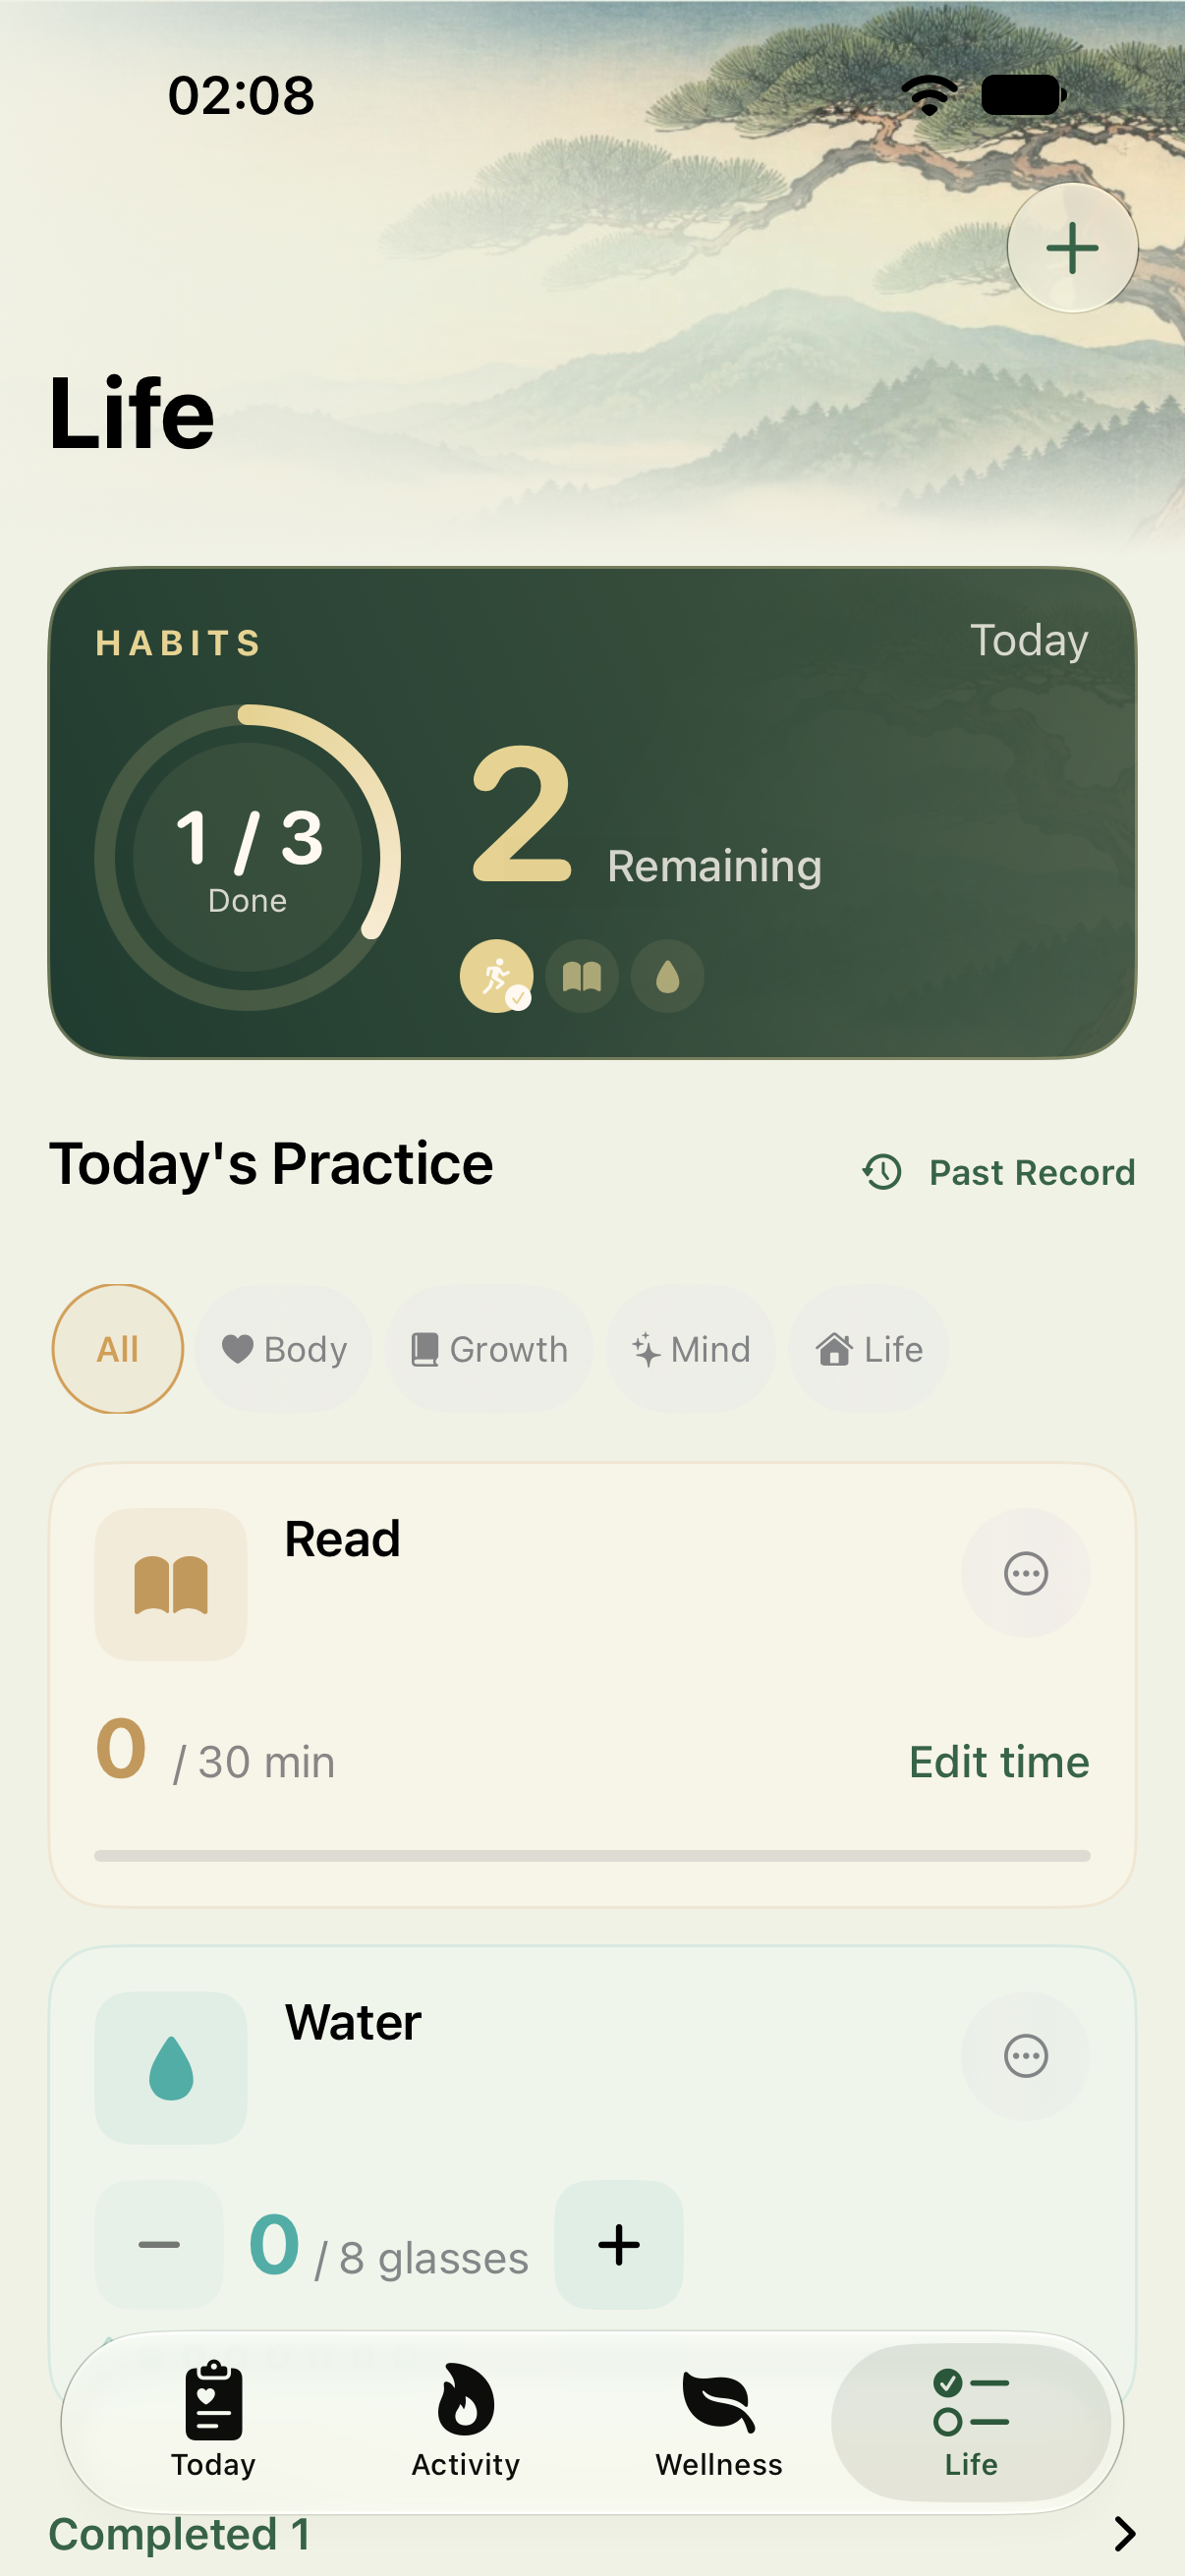 02:08
Life
HABITS
Today
1 / 3
Done
2 Remaining
Today's Practice
Past Record
All
Body
Growth
Mind
Life
Read
0 / 30 min
Edit time
Water
0 / 8 glasses
Today
Activity
Wellness
Life
Completed 1